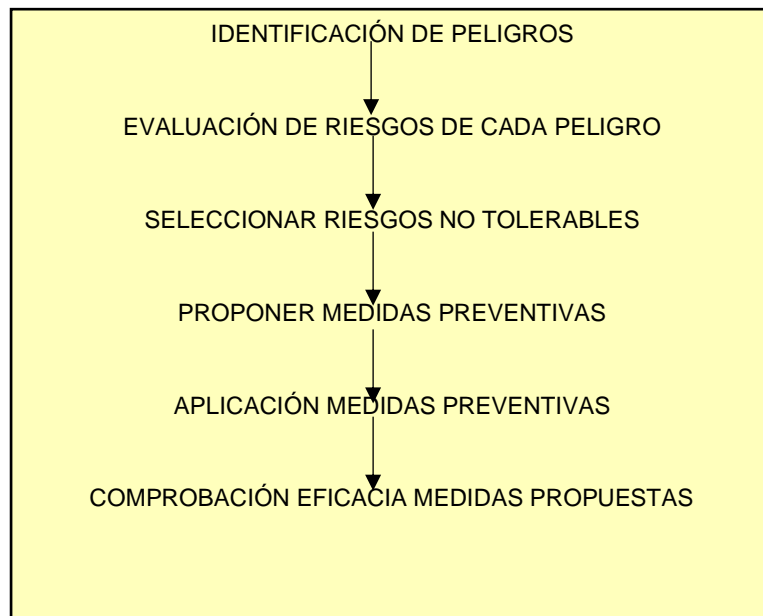 IDENTIFICACIÓN DE PELIGROS
EVALUACIÓN DE RIESGOS DE CADA PELIGRO
SELECCIONAR RIESGOS NO TOLERABLES
PROPONER MEDIDAS PREVENTIVAS
APLICACIÓN MEDIDAS PREVENTIVAS
COMPROBACIÓN EFICACIA MEDIDAS PROPUESTAS